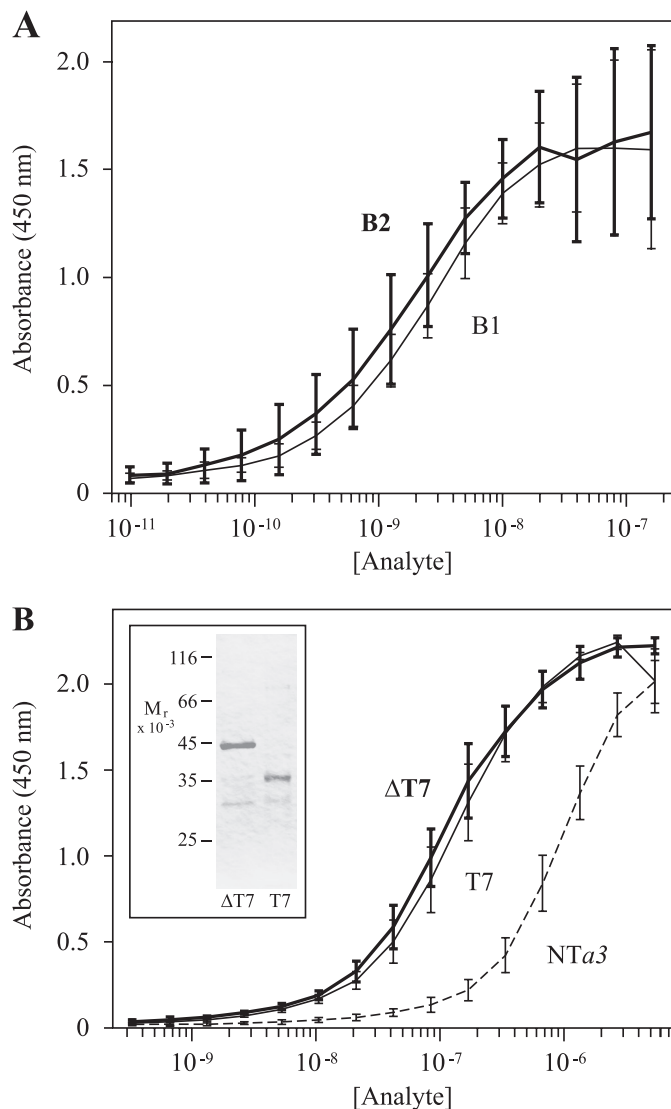 A
Absorbance (450 nm)
2.0
1.5
1.0
0.5
0
B2
B1
10⁻¹¹ 10⁻¹⁰ 10⁻⁹ 10⁻⁸ 10⁻⁷
[Analyte]
B
Absorbance (450 nm)
2.0
1.5
1.0
0.5
0
Mr
x 10⁻³
116
66
45
35
25
ΔT7 T7
ΔT7
T7
NTa3
10⁻⁹ 10⁻⁸ 10⁻⁷ 10⁻⁶
[Analyte]